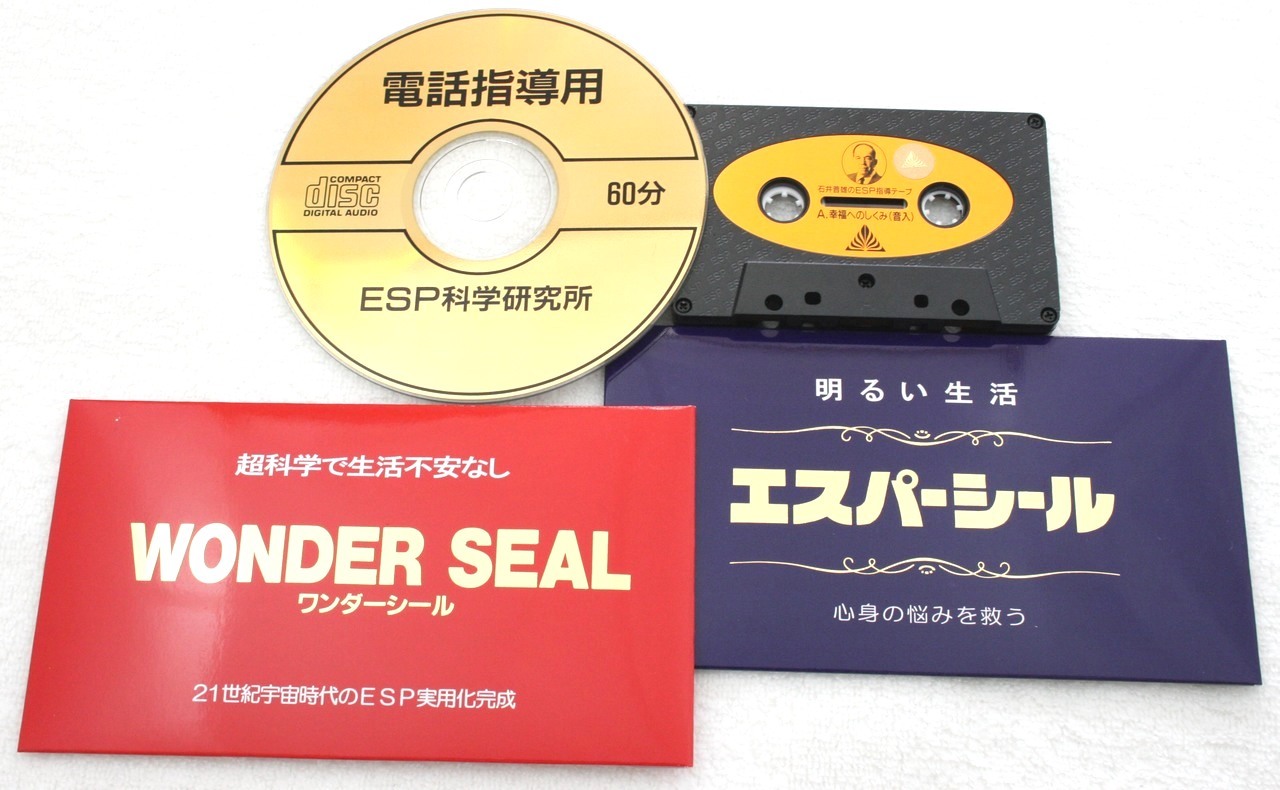 電話指導用
COMPACT
disc
DIGITAL AUDIO
60分
ESP科学研究所
石井普雄のESP指導テープ
A.幸福へのしくみ(音入)
明るい生活
エスパーシール
心身の悩みを救う
超科学で生活不安なし
WONDER SEAL
ワンダーシール
21世紀宇宙時代のESP実用化完成